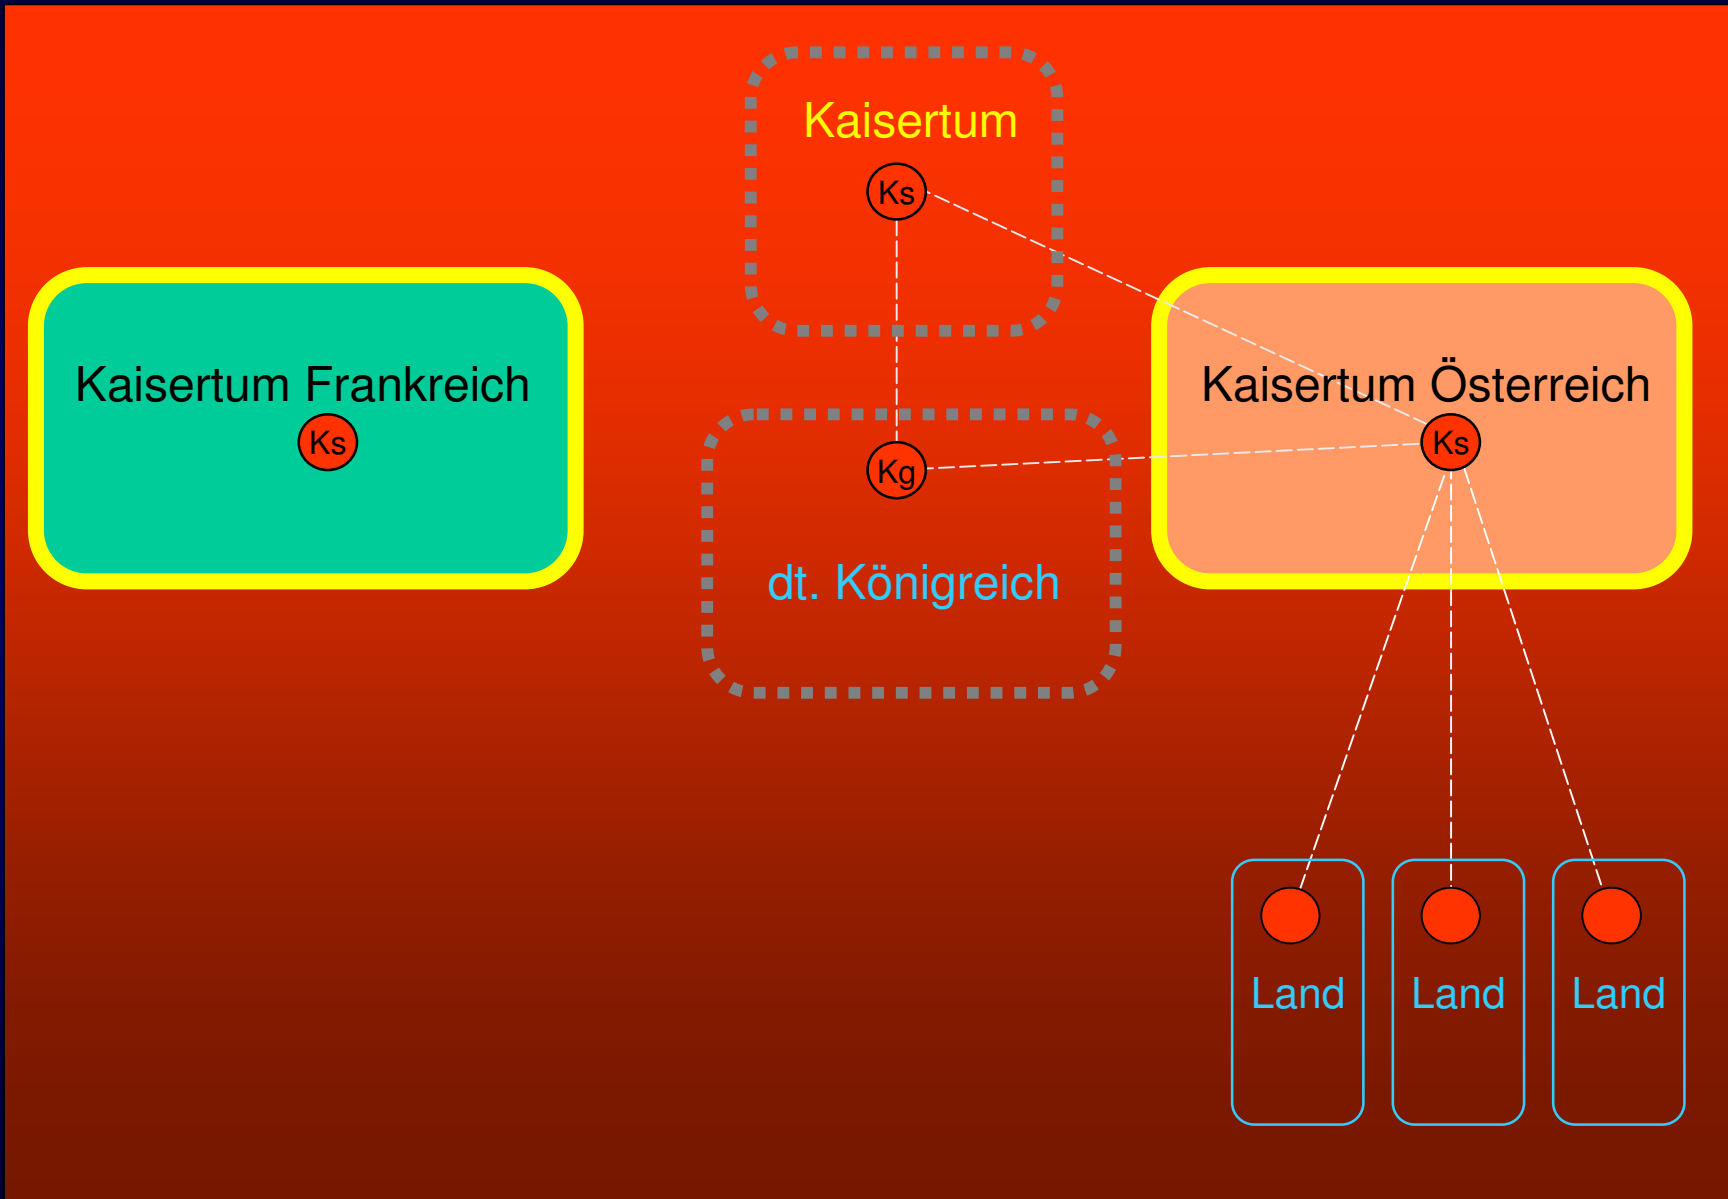 Kaisertum
Ks
Kaisertum Frankreich
Ks
Kaisertum Österreich
Ks
Kg
dt. Königreich
Land
Land
Land